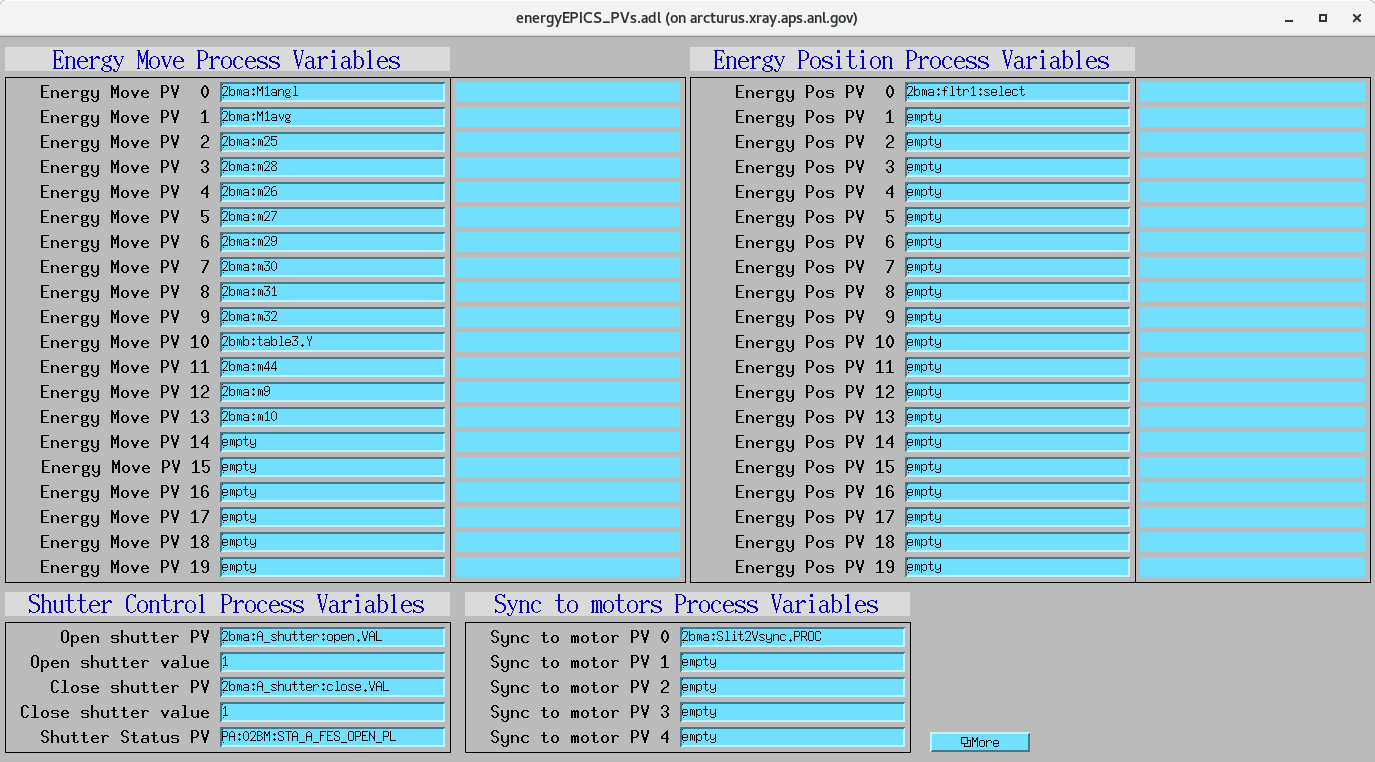 energyEPICS_PVs.adl (on arcturus.xray.aps.anl.gov)
Energy Move Process Variables
Energy Move PV 0 2bma:M1angl
Energy Move PV 1 2bma:M1avg
Energy Move PV 2 2bma:m25
Energy Move PV 3 2bma:m28
Energy Move PV 4 2bma:m26
Energy Move PV 5 2bma:m27
Energy Move PV 6 2bma:m29
Energy Move PV 7 2bma:m30
Energy Move PV 8 2bma:m31
Energy Move PV 9 2bma:m32
Energy Move PV 10 2bmb:table3.Y
Energy Move PV 11 2bma:m44
Energy Move PV 12 2bma:m9
Energy Move PV 13 2bma:m10
Energy Move PV 14 empty
Energy Move PV 15 empty
Energy Move PV 16 empty
Energy Move PV 17 empty
Energy Move PV 18 empty
Energy Move PV 19 empty
Energy Position Process Variables
Energy Pos PV 0 2bma:fltr1:select
Energy Pos PV 1 empty
Energy Pos PV 2 empty
Energy Pos PV 3 empty
Energy Pos PV 4 empty
Energy Pos PV 5 empty
Energy Pos PV 6 empty
Energy Pos PV 7 empty
Energy Pos PV 8 empty
Energy Pos PV 9 empty
Energy Pos PV 10 empty
Energy Pos PV 11 empty
Energy Pos PV 12 empty
Energy Pos PV 13 empty
Energy Pos PV 14 empty
Energy Pos PV 15 empty
Energy Pos PV 16 empty
Energy Pos PV 17 empty
Energy Pos PV 18 empty
Energy Pos PV 19 empty
Shutter Control Process Variables
Open shutter PV 2bma:A_shutter:open.VAL
Open shutter value 1
Close shutter PV 2bma:A_shutter:close.VAL
Close shutter value 1
Shutter Status PV PA:02BM:STA_A_FES_OPEN_PL
Sync to motors Process Variables
Sync to motor PV 0 2bma:Slit2Vsync.PROC
Sync to motor PV 1 empty
Sync to motor PV 2 empty
Sync to motor PV 3 empty
Sync to motor PV 4 empty
More